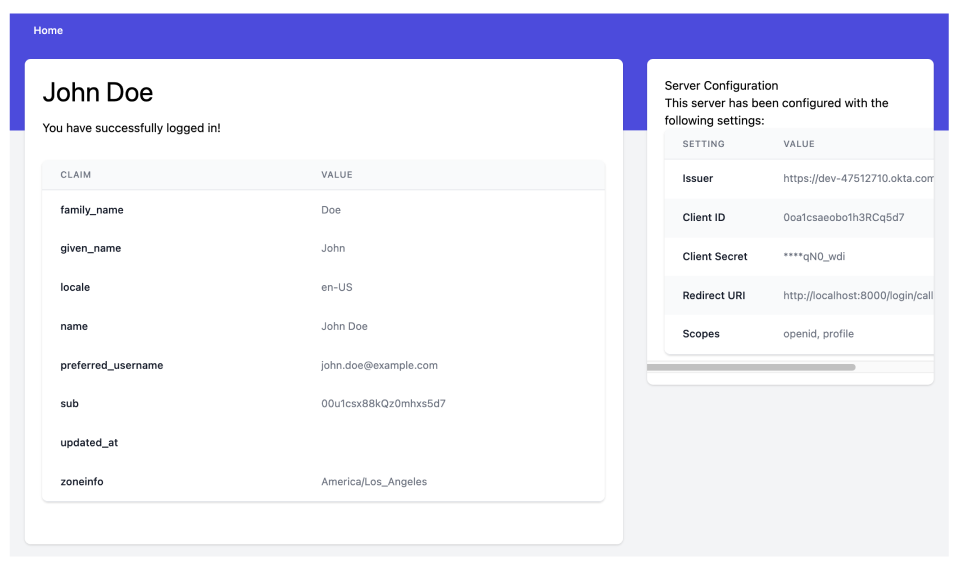 Home
John Doe
You have successfully logged in!
CLAIM VALUE
family_name Doe
given_name John
locale en-US
name John Doe
preferred_username john.doe@example.com
sub 00u1csx88kQz0mhxs5d7
updated_at
zoneinfo America/Los_Angeles
Server Configuration
This server has been configured with the
following settings:
SETTING VALUE
Issuer https://dev-47512710.okta.com
Client ID 0oa1csaeobo1h3RCq5d7
Client Secret ****qN0_wdi
Redirect URI http://localhost:8000/login/call
Scopes openid, profile